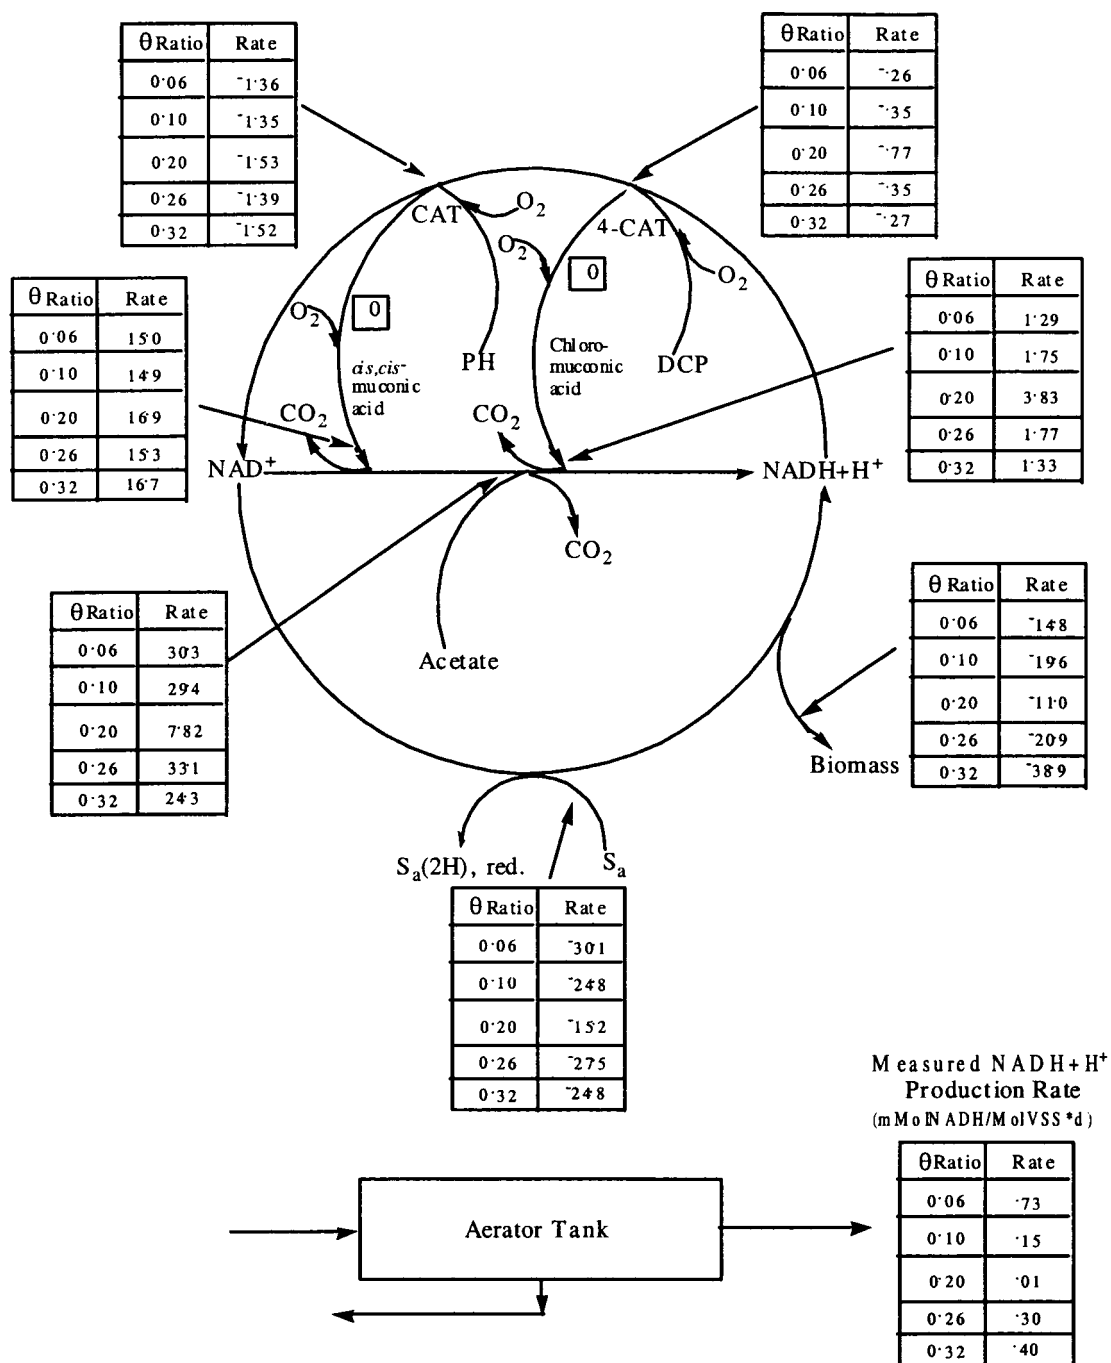 θ Ratio Rate
0·06 -1·36
0·10 -1·35
0·20 -1·53
0·26 -1·39
0·32 -1·52
θ Ratio Rate
0·06 -·26
0·10 -·35
0·20 -·77
0·26 -·35
0·32 -·27
CAT
O2
O2
4-CAT
O2
0
0
O2
θ Ratio Rate
0·06 15·0
0·10 14·9
0·20 16·9
0·26 15·3
0·32 16·7
θ Ratio Rate
0·06 1·29
0·10 1·75
0·20 3·83
0·26 1·77
0·32 1·33
PH
DCP
cis,cis-
muconic
acid
Chloro-
mucconic
acid
CO2
CO2
NAD+
NADH+H+
CO2
θ Ratio Rate
0·06 30·3
0·10 29·4
0·20 7·82
0·26 33·1
0·32 24·3
Acetate
θ Ratio Rate
0·06 -14·8
0·10 -19·6
0·20 -11·0
0·26 -20·9
0·32 -38·9
Biomass
Sa(2H), red.
Sa
θ Ratio Rate
0·06 -30·1
0·10 -24·8
0·20 -15·2
0·26 -27·5
0·32 -24·8
Measured NADH+H+
Production Rate
(mMolNADH/MolVSS*d)
θ Ratio Rate
0·06 ·73
0·10 ·15
0·20 ·01
0·26 ·30
0·32 ·40
Aerator Tank